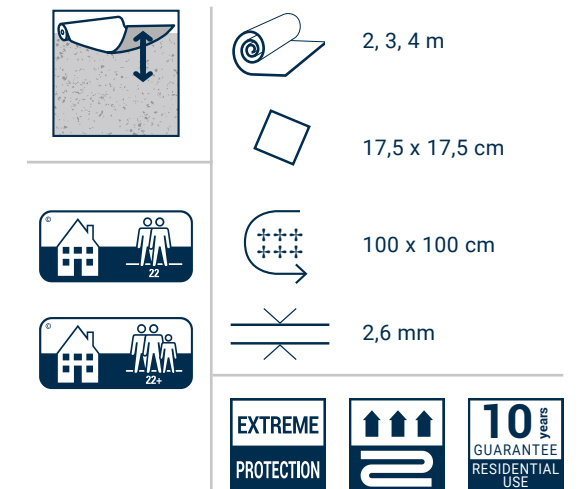 2, 3, 4 m
17,5 x 17,5 cm
©
22
100 x 100 cm
©
22+
2,6 mm
EXTREME
PROTECTION
10 years
GUARANTEE
RESIDENTIAL
USE